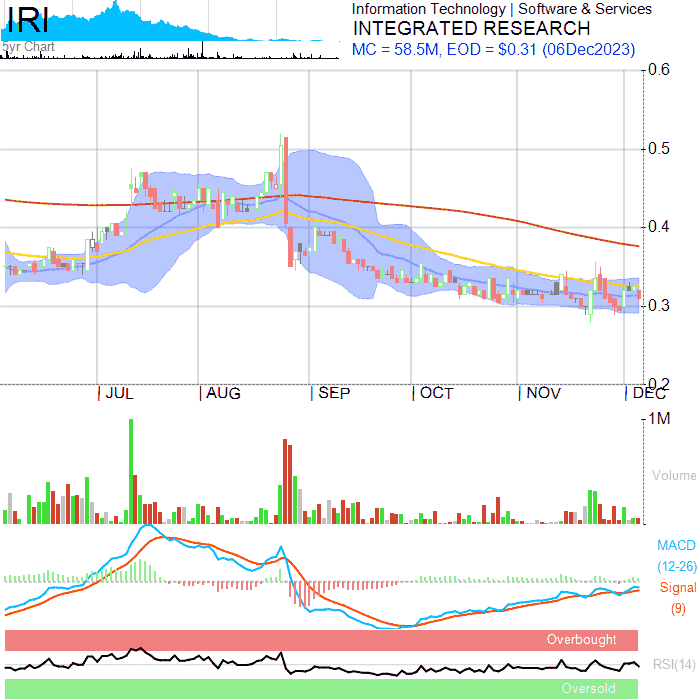 IRI
5yr Chart
Information Technology | Software & Services
INTEGRATED RESEARCH
MC = 58.5M, EOD = $0.31 (06Dec2023)
0.6
0.5
0.4
0.3
0.2
JUL AUG SEP OCT NOV DEC
1M
Volume
MACD
(12-26)
Signal
(9)
Overbought
RSI(14)
Oversold